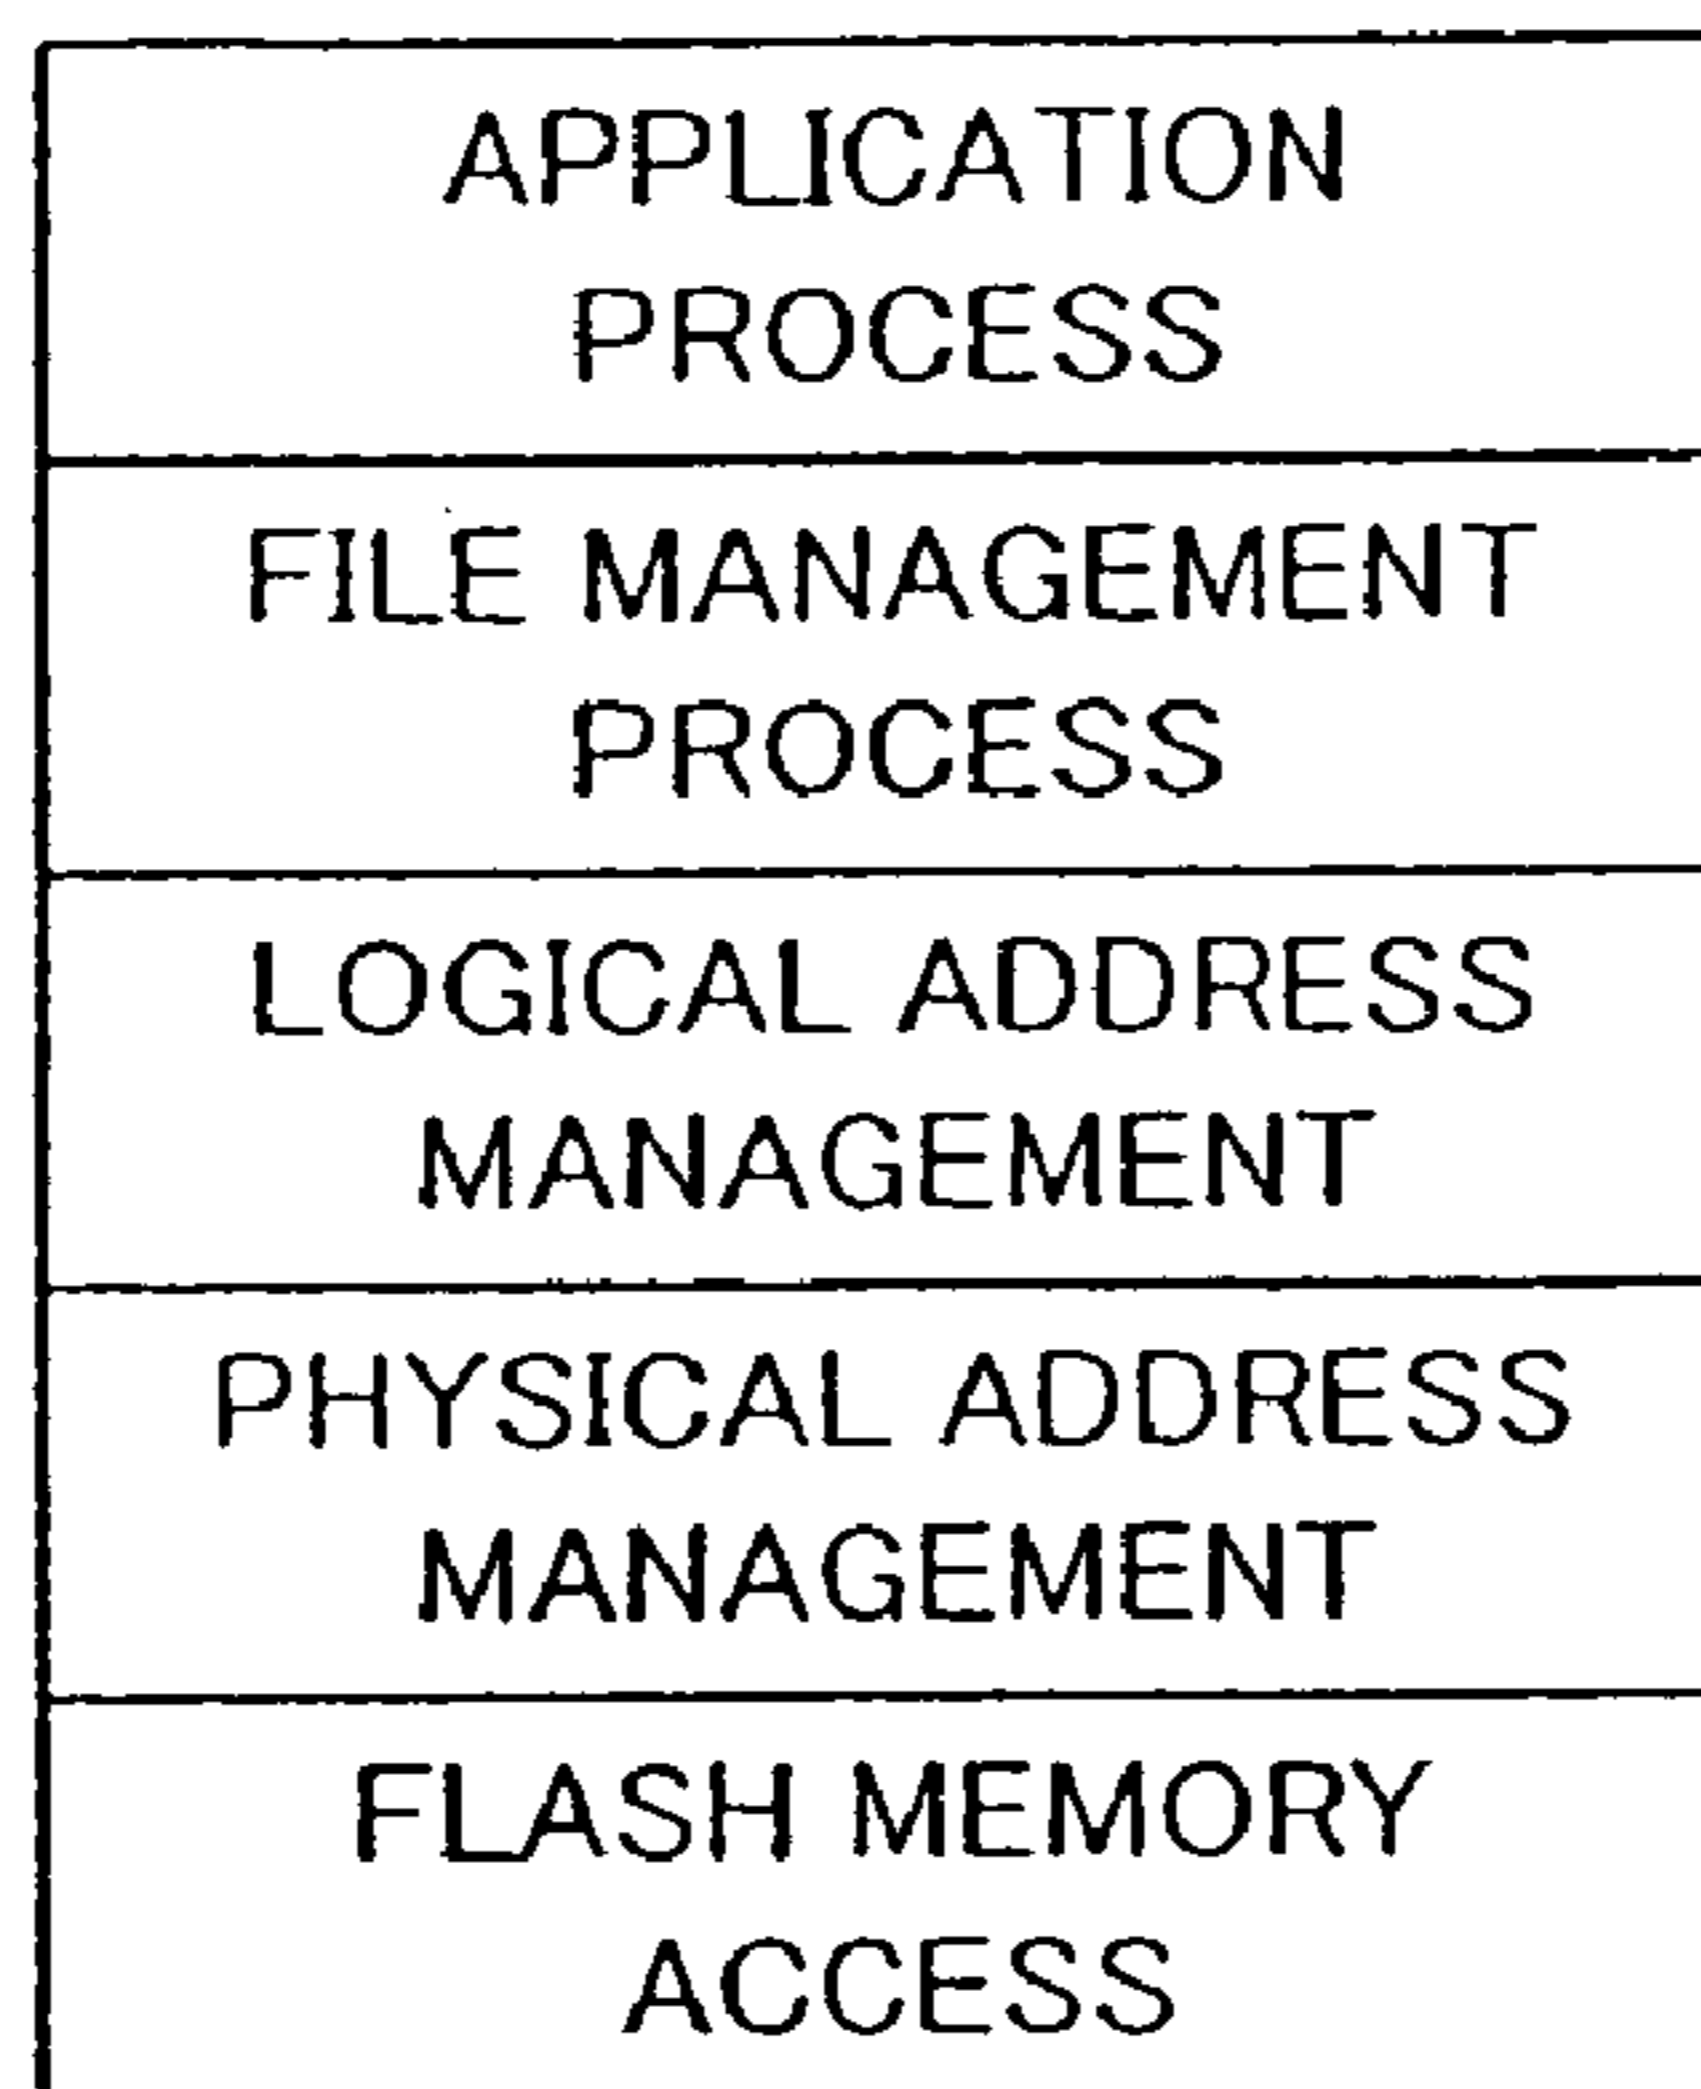 APPLICATION
PROCESS
FILE MANAGEMENT
PROCESS
LOGICAL ADDRESS
MANAGEMENT
PHYSICAL ADDRESS
MANAGEMENT
FLASH MEMORY
ACCESS